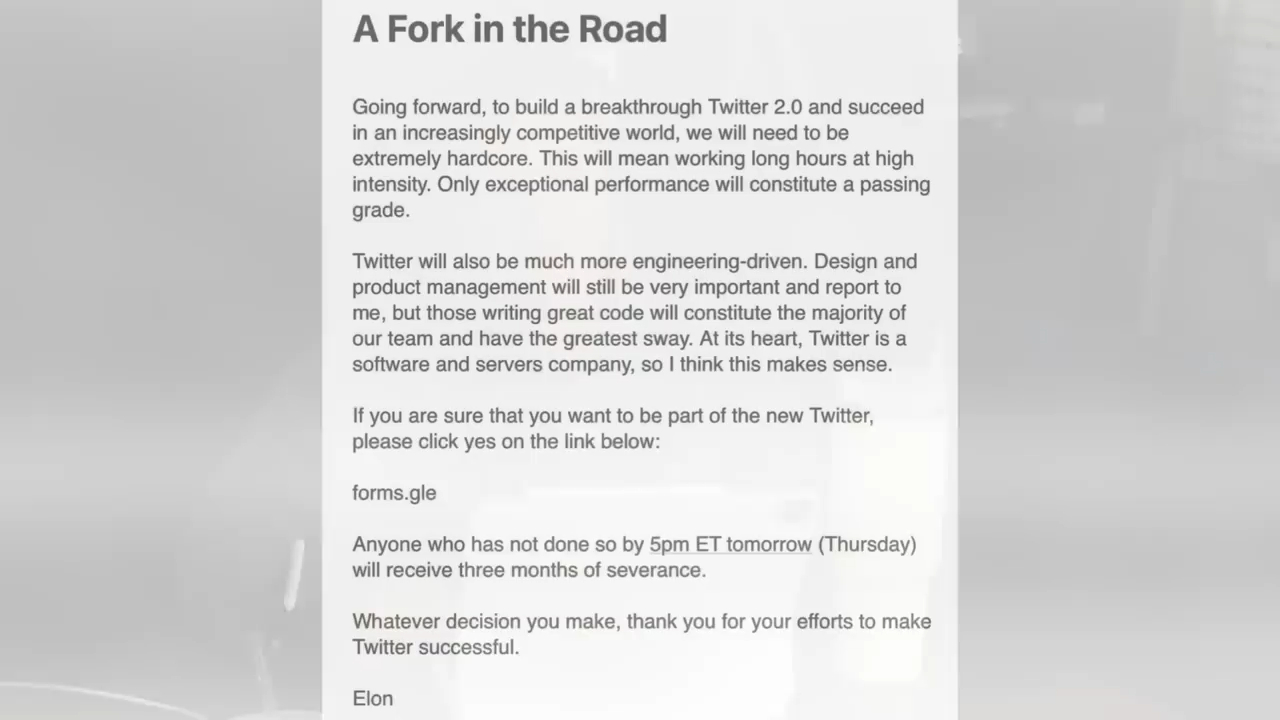 A Fork in the Road
Going forward, to build a breakthrough Twitter 2.0 and succeed
in an increasingly competitive world, we will need to be
extremely hardcore. This will mean working long hours at high
intensity. Only exceptional performance will constitute a passing
grade.
Twitter will also be much more engineering-driven. Design and
product management will still be very important and report to
me, but those writing great code will constitute the majority of
our team and have the greatest sway. At its heart, Twitter is a
software and servers company, so I think this makes sense.
If you are sure that you want to be part of the new Twitter,
please click yes on the link below:
forms.gle
Anyone who has not done so by 5pm ET tomorrow (Thursday)
will receive three months of severance.
Whatever decision you make, thank you for your efforts to make
Twitter successful.
Elon